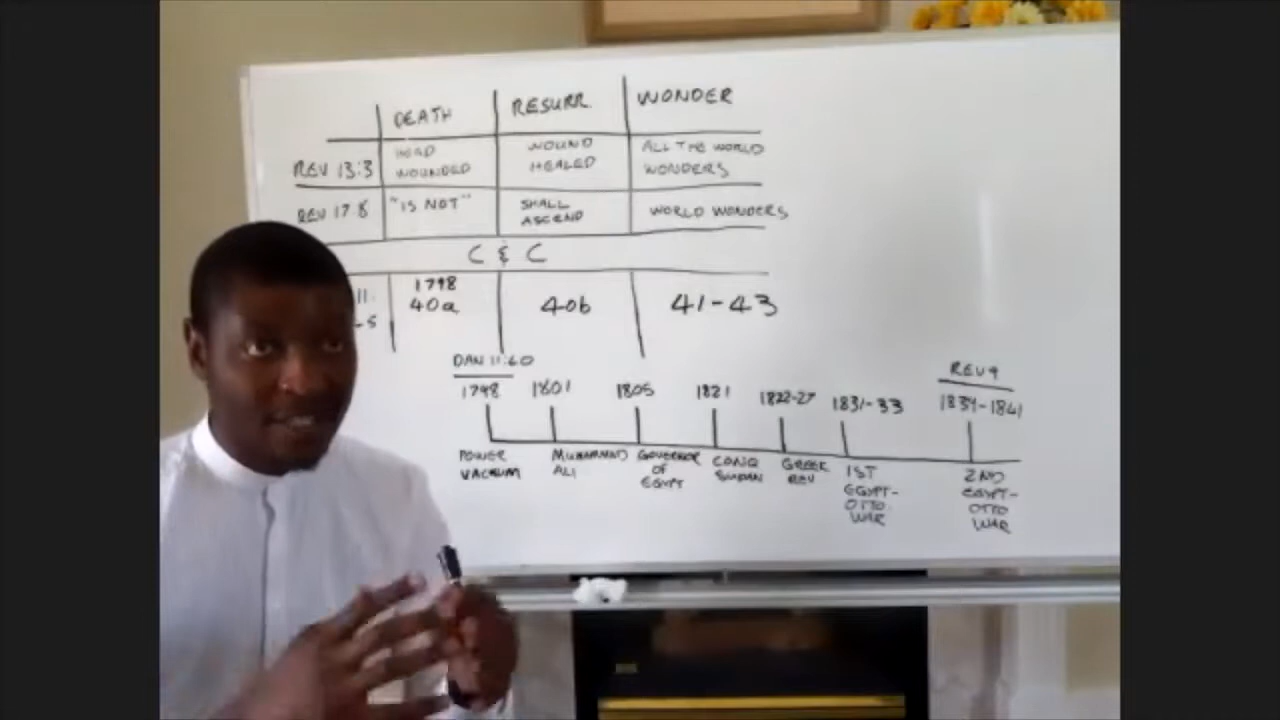 DEATH RESURR WONDER
REV 13:3 HEAD WOUNDED WOUND HEALED ALL THE WORLD WONDERS
REV 17:8 "IS NOT" SHALL ASCEND WORLD WONDERS
C & C
11: 1798 40a 40b 41-43
DAN 11:40 REV 9
1798 1801 1805 1821 1822-27 1831-33 1839-1841
POWER VACUUM MUHAMMAD ALI GOVERNOR OF EGYPT CONQ SUDAN GREEK REV 1ST EGYPT-OTTO WAR 2ND EGYPT-OTTO WAR